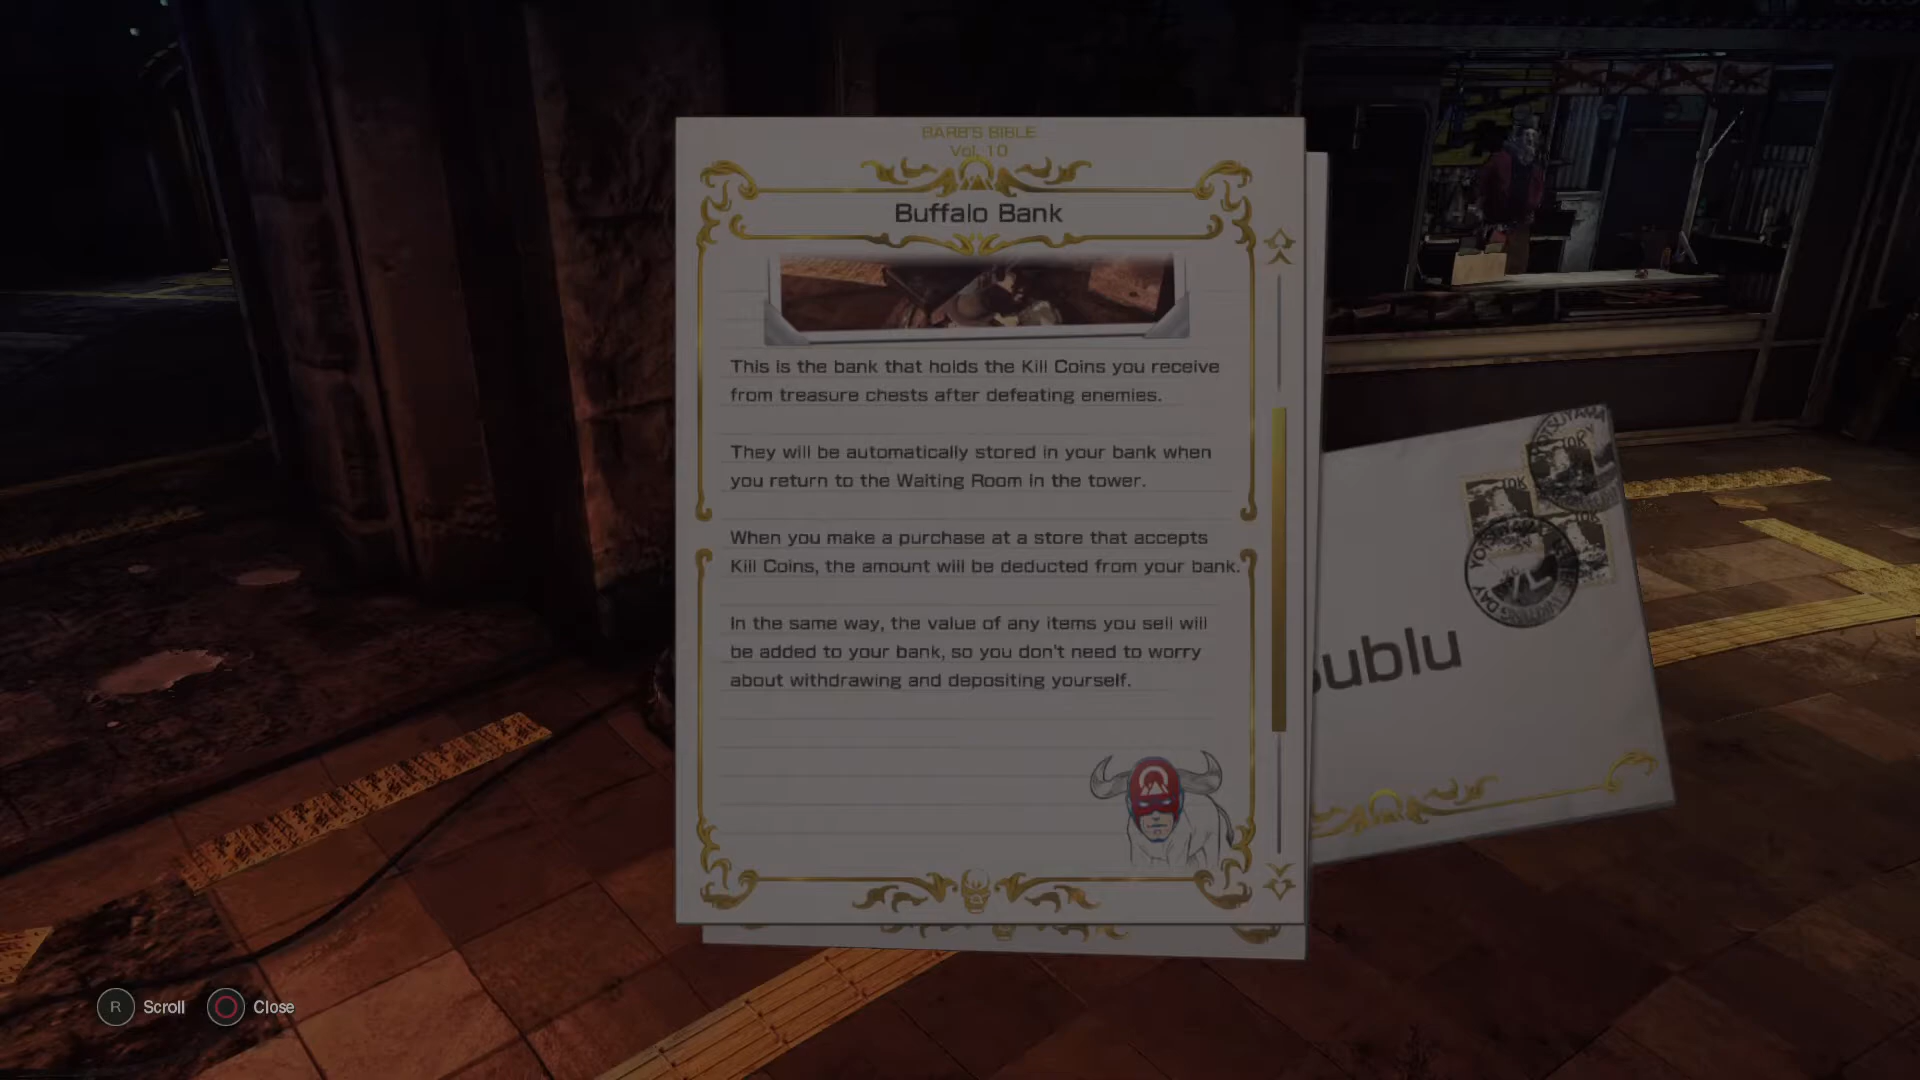 BARB'S BIBLE
Vol. 10
Buffalo Bank
This is the bank that holds the Kill Coins you receive
from treasure chests after defeating enemies.
They will be automatically stored in your bank when
you return to the Waiting Room in the tower.
When you make a purchase at a store that accepts
Kill Coins, the amount will be deducted from your bank.
In the same way, the value of any items you sell will
be added to your bank, so you don't need to worry
about withdrawing and depositing yourself.
ublu
10K
R Scroll
Close